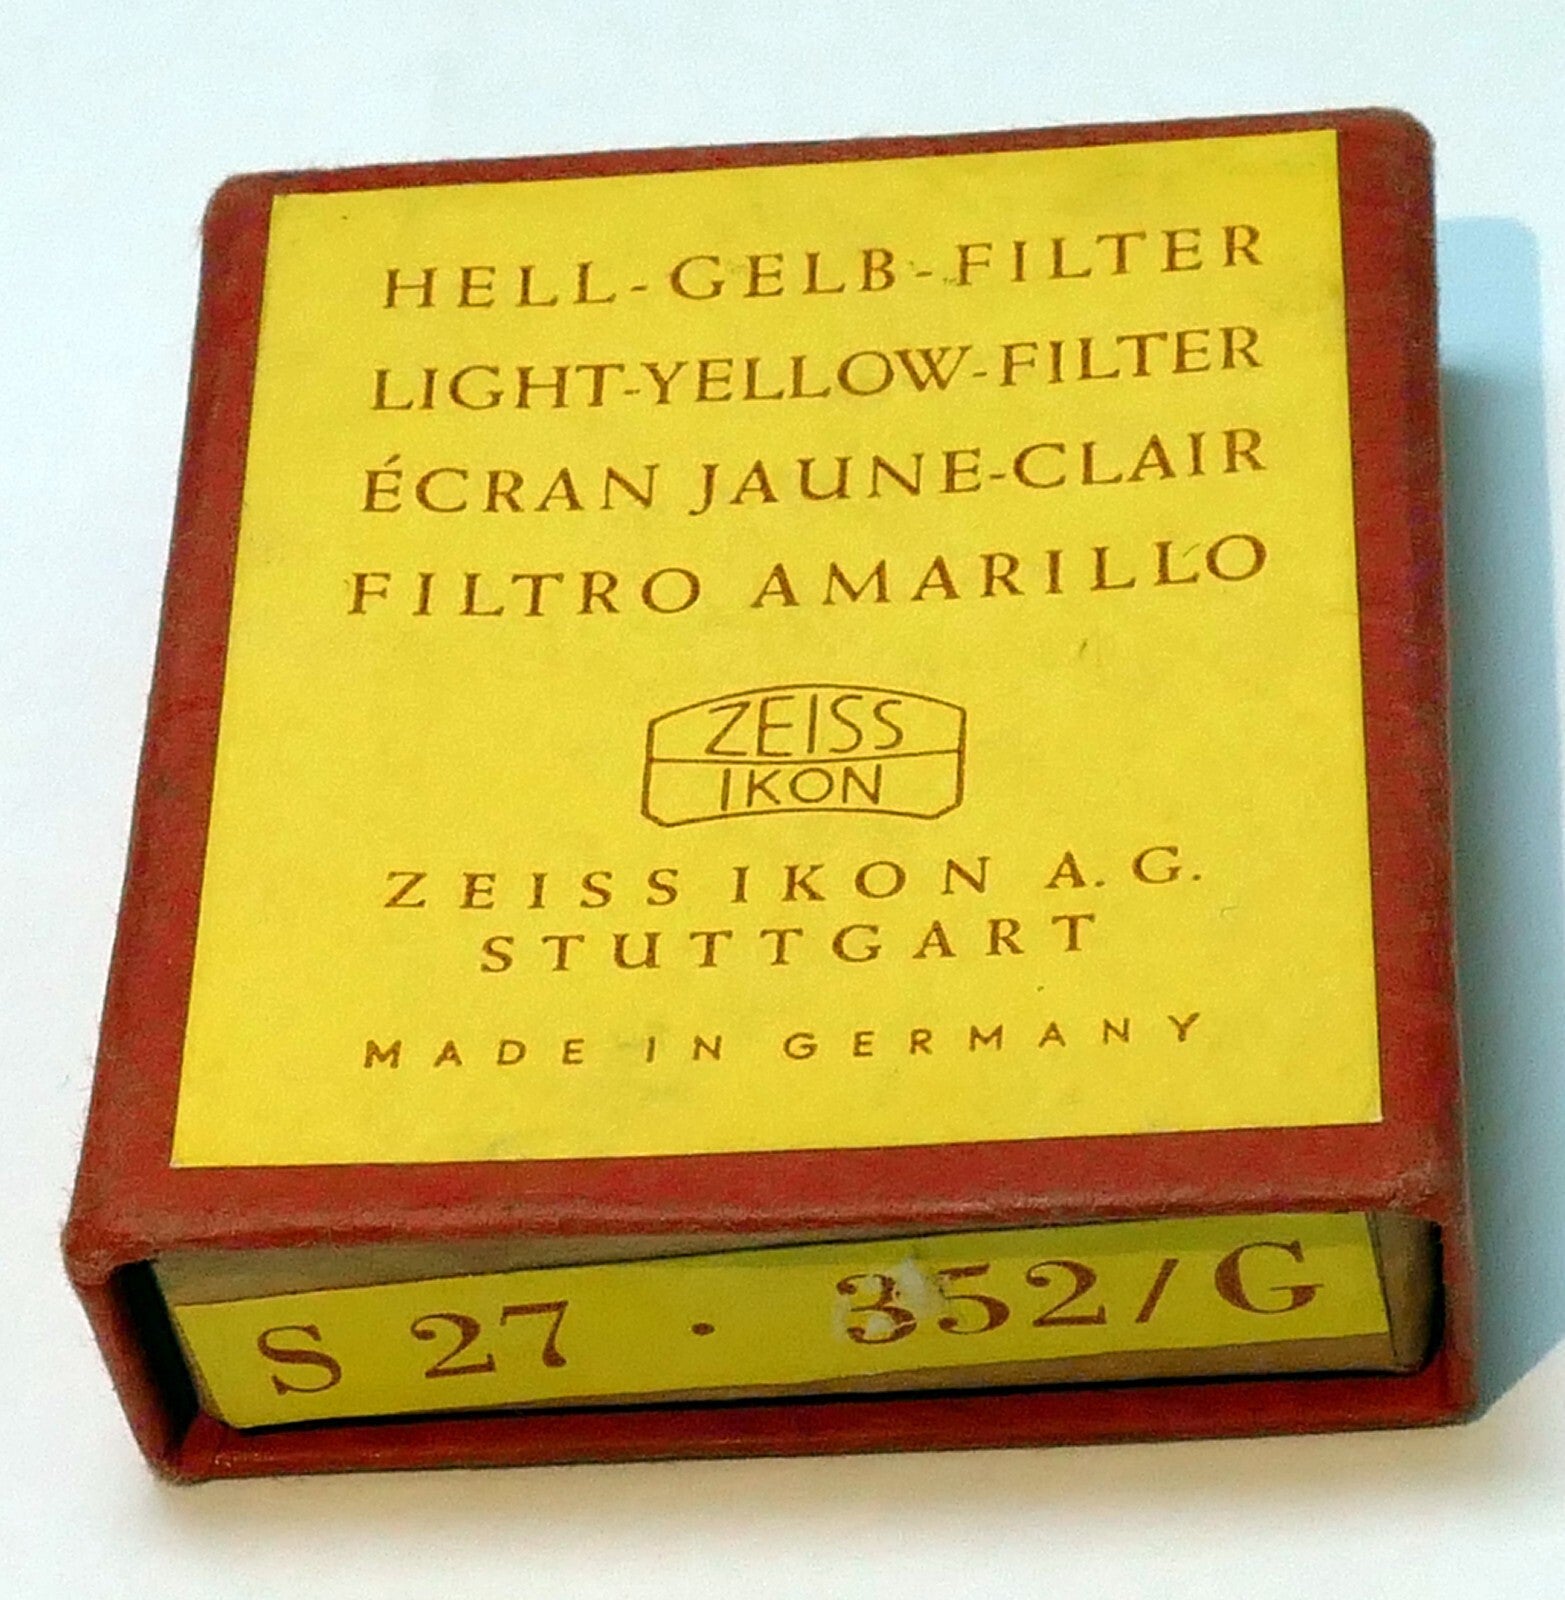 HELL-GELB-FILTER
LIGHT-YELLOW-FILTER
ÉCRAN JAUNE-CLAIR
FILTRO AMARILLO
ZEISS
IKON
ZEISS IKON A.G.
STUTTGART
MADE IN GERMANY
S 27 · 352/G